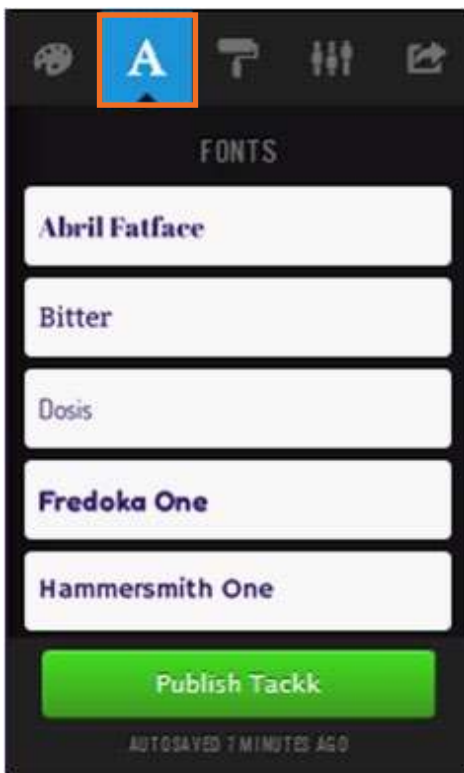 A
FONTS
Abril Fatface
Bitter
Dosis
Fredoka One
Hammersmith One
Publish Tackk
AUTOSAVED 7 MINUTES AGO